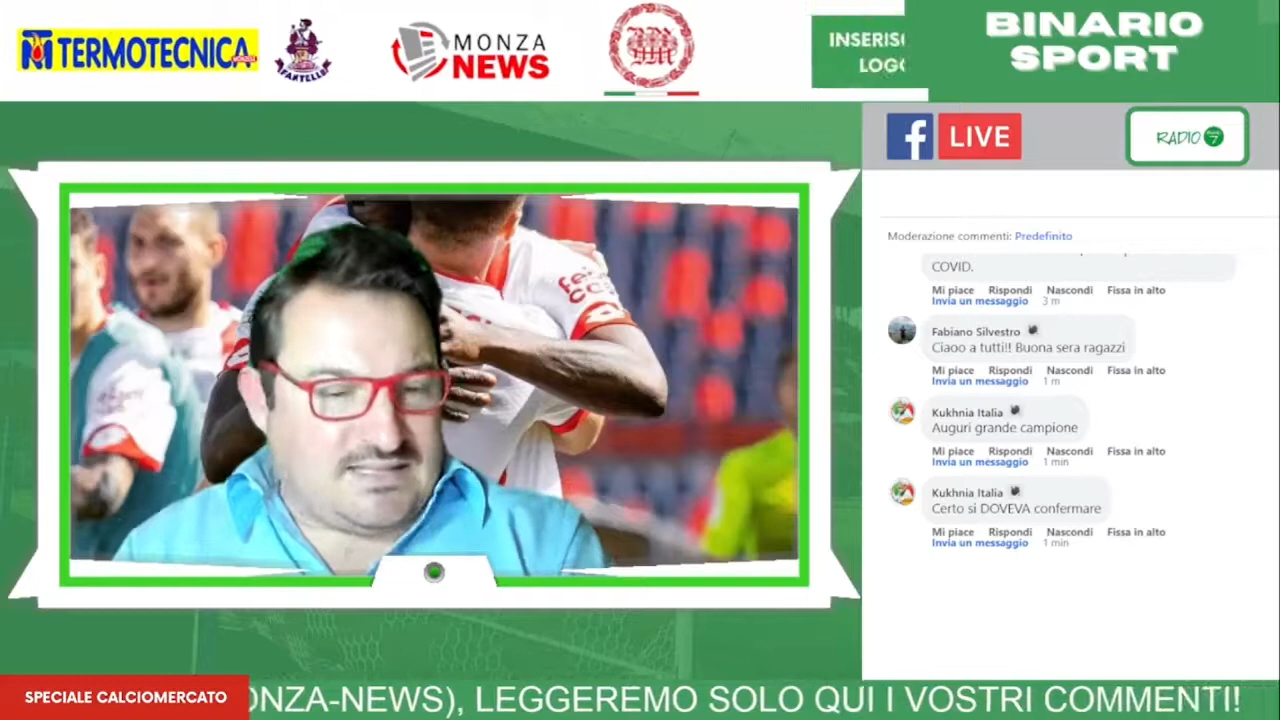 TERMOTECNICA
FANTELLO
MONZA
NEWS
LOGO
BINARIO
SPORT
f LIVE
RADIO
7
Moderazione commenti: Predefinito
COVID.
Mi piace Rispondi Nascondi Fissa in alto
Invia un messaggio 3 m
Fabiano Silvestro
Ciaoo a tutti!! Buona sera ragazzi
Mi piace Rispondi Nascondi Fissa in alto
Invia un messaggio 1 m
Kukhnia Italia
Auguri grande campione
Mi piace Rispondi Nascondi Fissa in alto
Invia un messaggio 1 min
Kukhnia Italia
Certo si DOVEVA confermare
Mi piace Rispondi Nascondi Fissa in alto
Invia un messaggio 1 min
SPECIALE CALCIOMERCATO
ONZA-NEWS), LEGGEREMO SOLO QUI I VOSTRI COMMENTI!